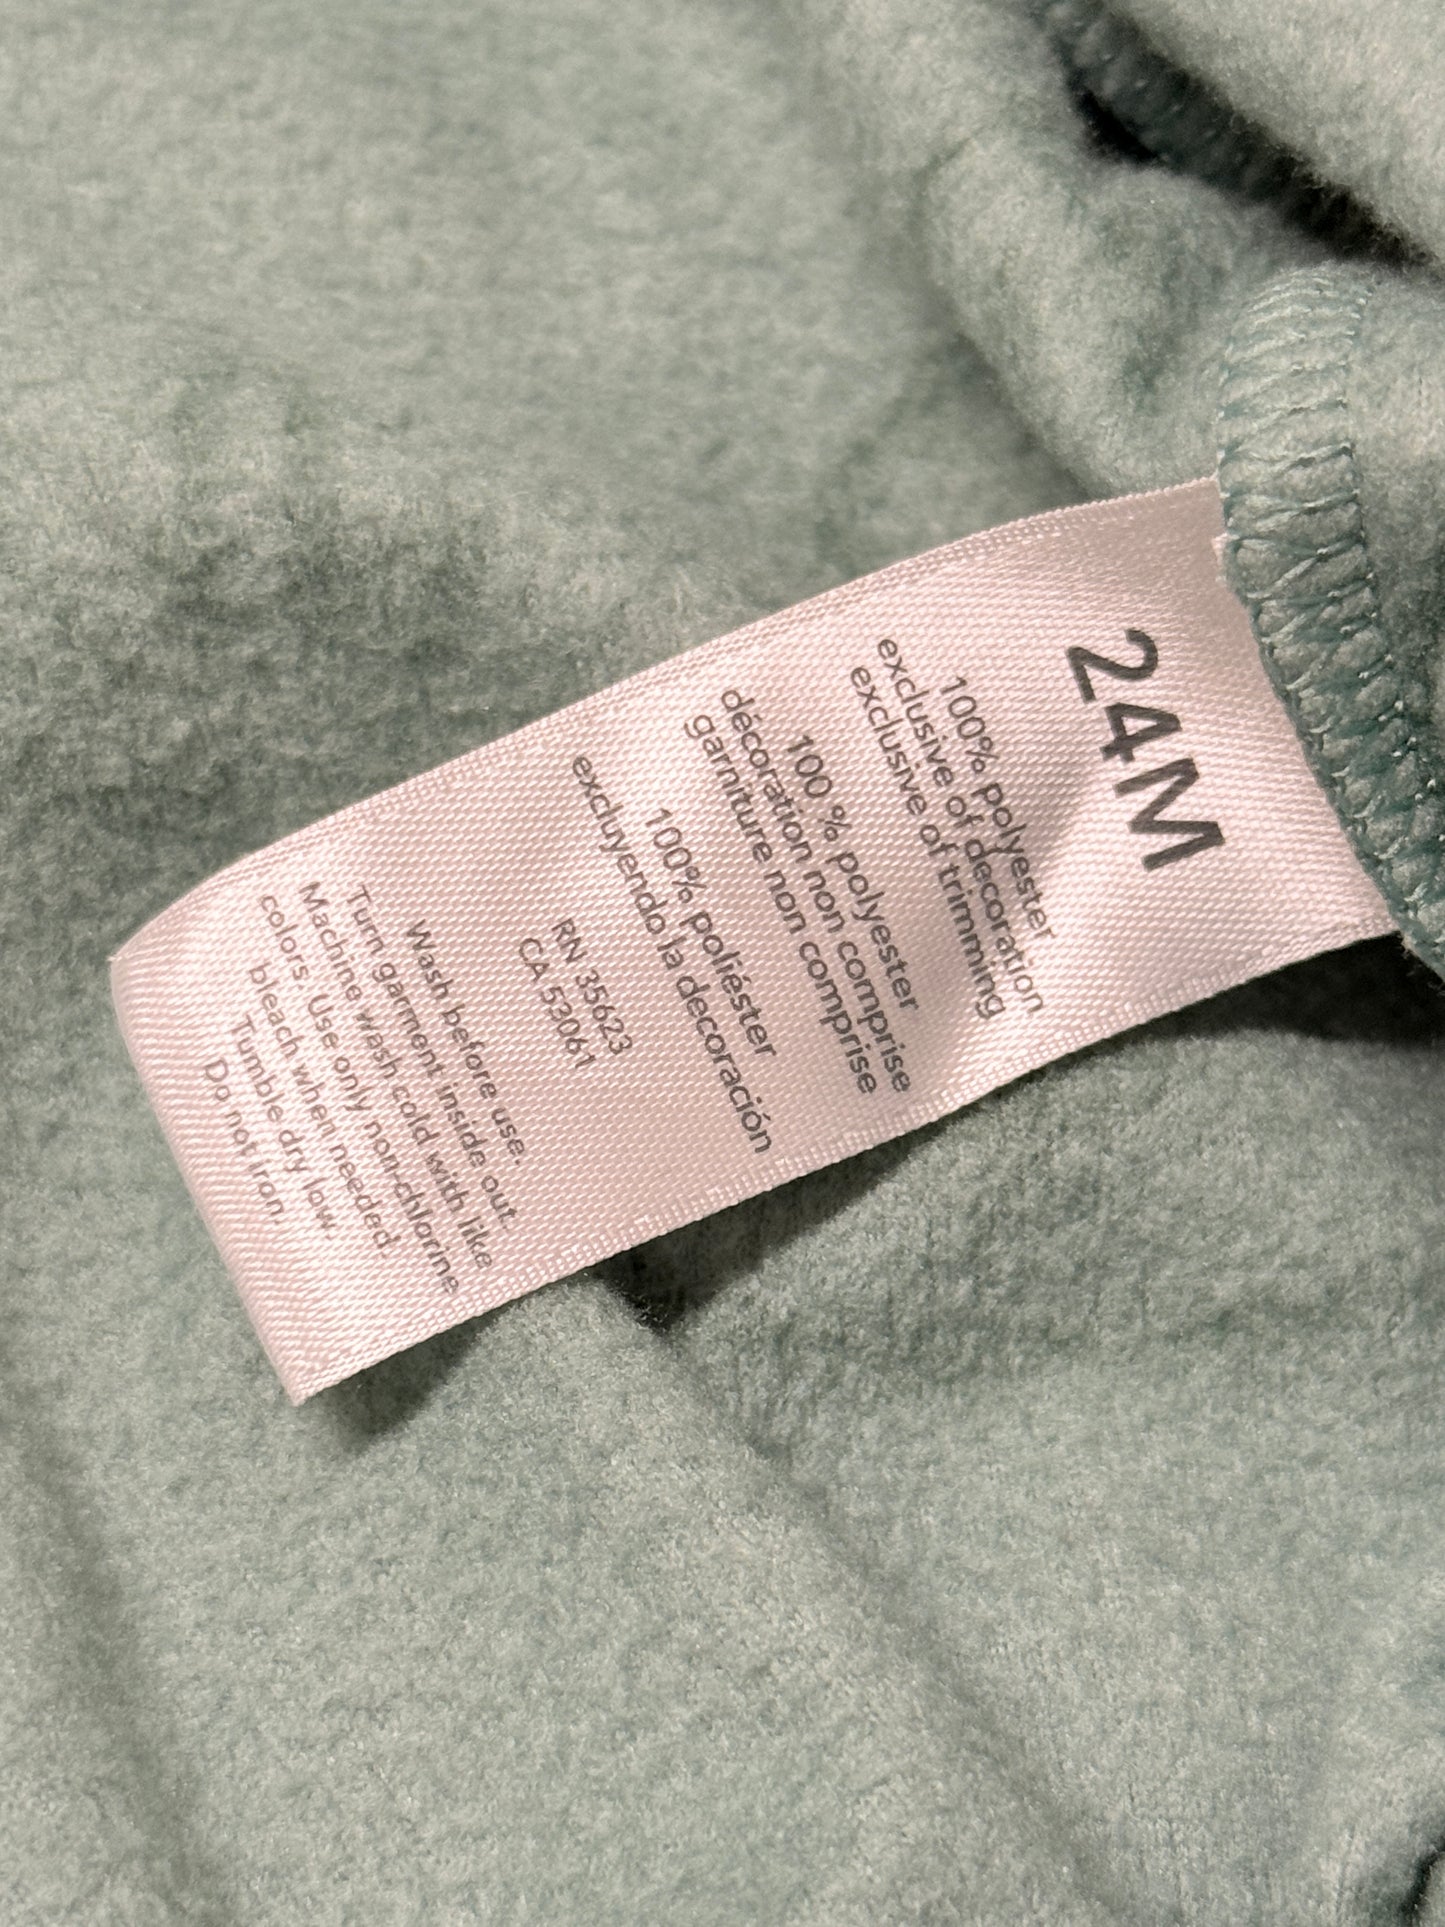 24M
100% polyester
exclusive of decoration
exclusive of trimming
100 % polyester
décoration non comprise
garniture non comprise
100% poliéster
excluyendo la decoración
RN 35623
CA 53061
Wash before use.
Turn garment inside out.
Machine wash cold with like
colors. Use only non-chlorine
bleach when needed.
Tumble dry low.
Do not iron.